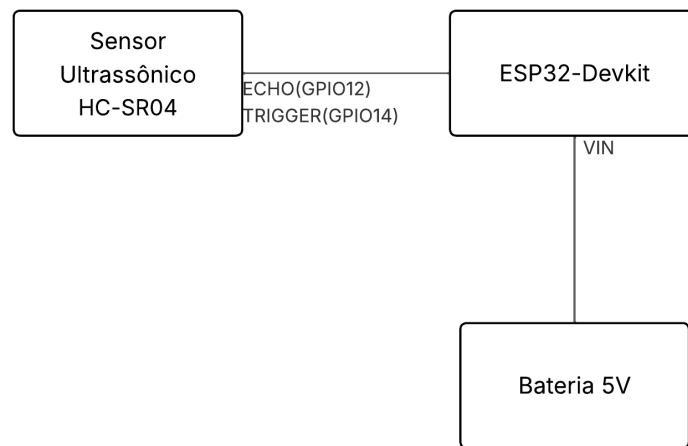 Sensor
Ultrassônico
HC-SR04
ECHO(GPIO12)
TRIGGER(GPIO14)
ESP32-Devkit
VIN
Bateria 5V